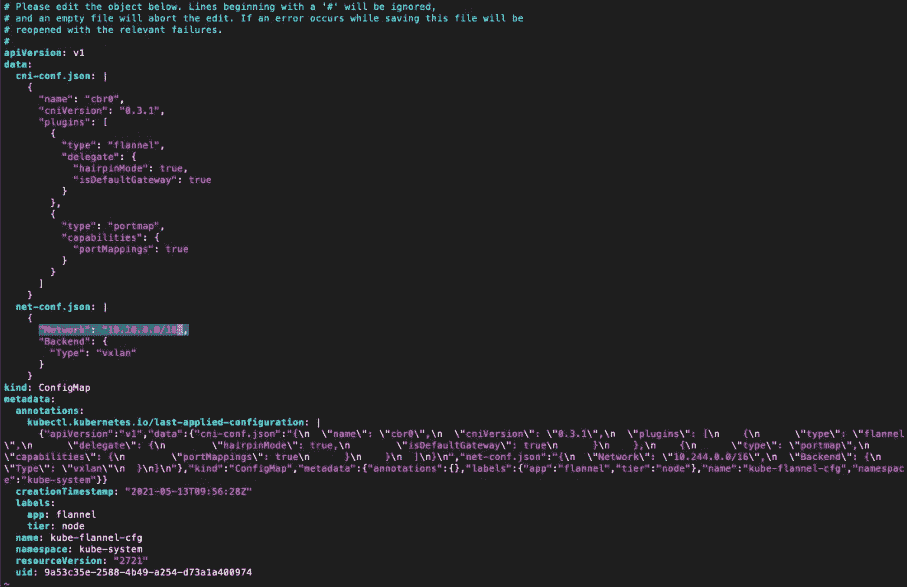 # Please edit the object below. Lines beginning with a '#' will be ignored,
# and an empty file will abort the edit. If an error occurs while saving this file will be
# reopened with the relevant failures.
#
apiVersion: v1
data:
  cni-conf.json: |
    {
      "name": "cbr0",
      "cniVersion": "0.3.1",
      "plugins": [
        {
          "type": "flannel",
          "delegate": {
            "hairpinMode": true,
            "isDefaultGateway": true
          }
        },
        {
          "type": "portmap",
          "capabilities": {
            "portMappings": true
          }
        }
      ]
    }
  net-conf.json: |
    {
      "Network": "10.10.0.0/16",
      "Backend": {
        "Type": "vxlan"
      }
    }
kind: ConfigMap
metadata:
  annotations:
    kubectl.kubernetes.io/last-applied-configuration: |
      {"apiVersion":"v1","data":{"cni-conf.json":"{\n  \"name\": \"cbr0\",\n  \"cniVersion\": \"0.3.1\",\n  \"plugins\": [\n    {\n      \"type\": \"flannel
\",\n      \"delegate\": {\n        \"hairpinMode\": true,\n        \"isDefaultGateway\": true\n      }\n    },\n    {\n      \"type\": \"portmap\",\n
\"capabilities\": {\n        \"portMappings\": true\n      }\n    }\n  ]\n}\n","net-conf.json":"{\n  \"Network\": \"10.244.0.0/16\",\n  \"Backend\": {\n
\"Type\": \"vxlan\"\n  }\n}\n"},"kind":"ConfigMap","metadata":{"annotations":{},"labels":{"app":"flannel","tier":"node"},"name":"kube-flannel-cfg","namespac
e":"kube-system"}}
  creationTimestamp: "2021-05-13T09:56:28Z"
  labels:
    app: flannel
    tier: node
  name: kube-flannel-cfg
  namespace: kube-system
  resourceVersion: "2721"
  uid: 9a53c35e-2588-4b49-a254-d73a1a400974
~